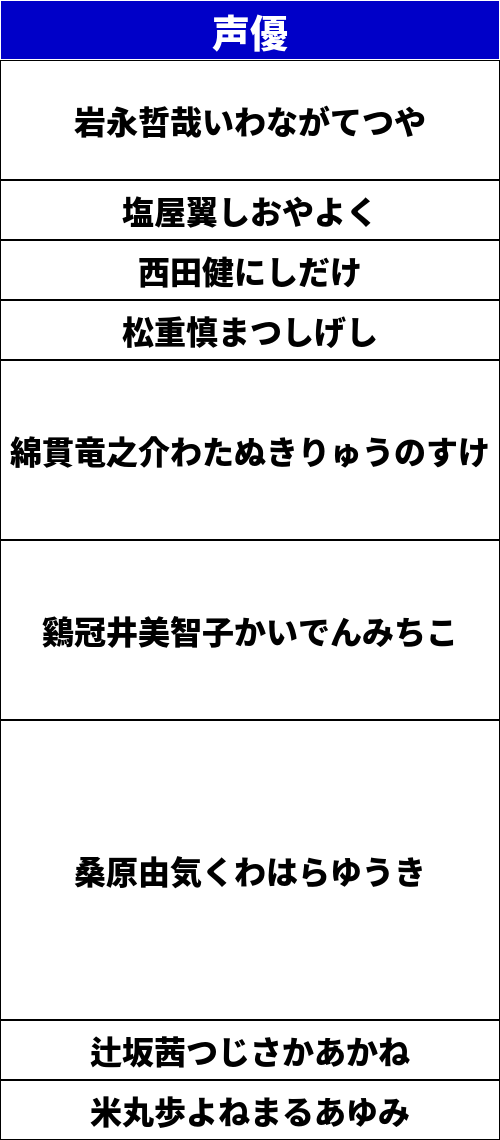 声優
岩永哲哉いわながてつや
塩屋翼しおやよく
西田健にしだけ
松重慎まつしげし
綿貫竜之介わたぬきりゅうのすけ
鷄冠井美智子かいでんみちこ
桑原由気くわはらゆうき
辻坂茜つじさかあかね
米丸歩よねまるあゆみ